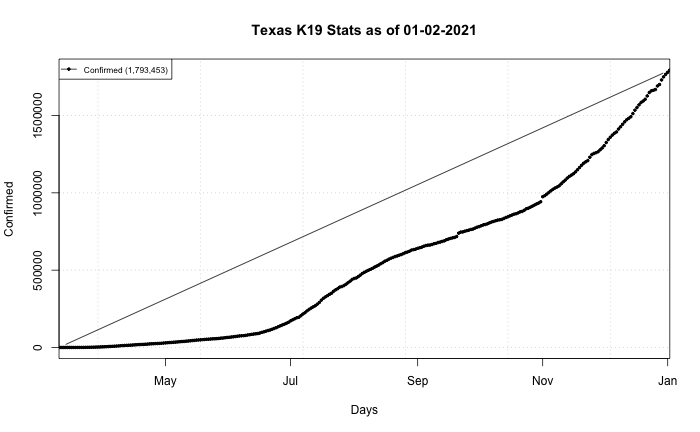 Texas K19 Stats as of 01-02-2021
Confirmed (1,793,453)
Confirmed
1500000
1000000
500000
0
May Jul Sep Nov Jan
Days